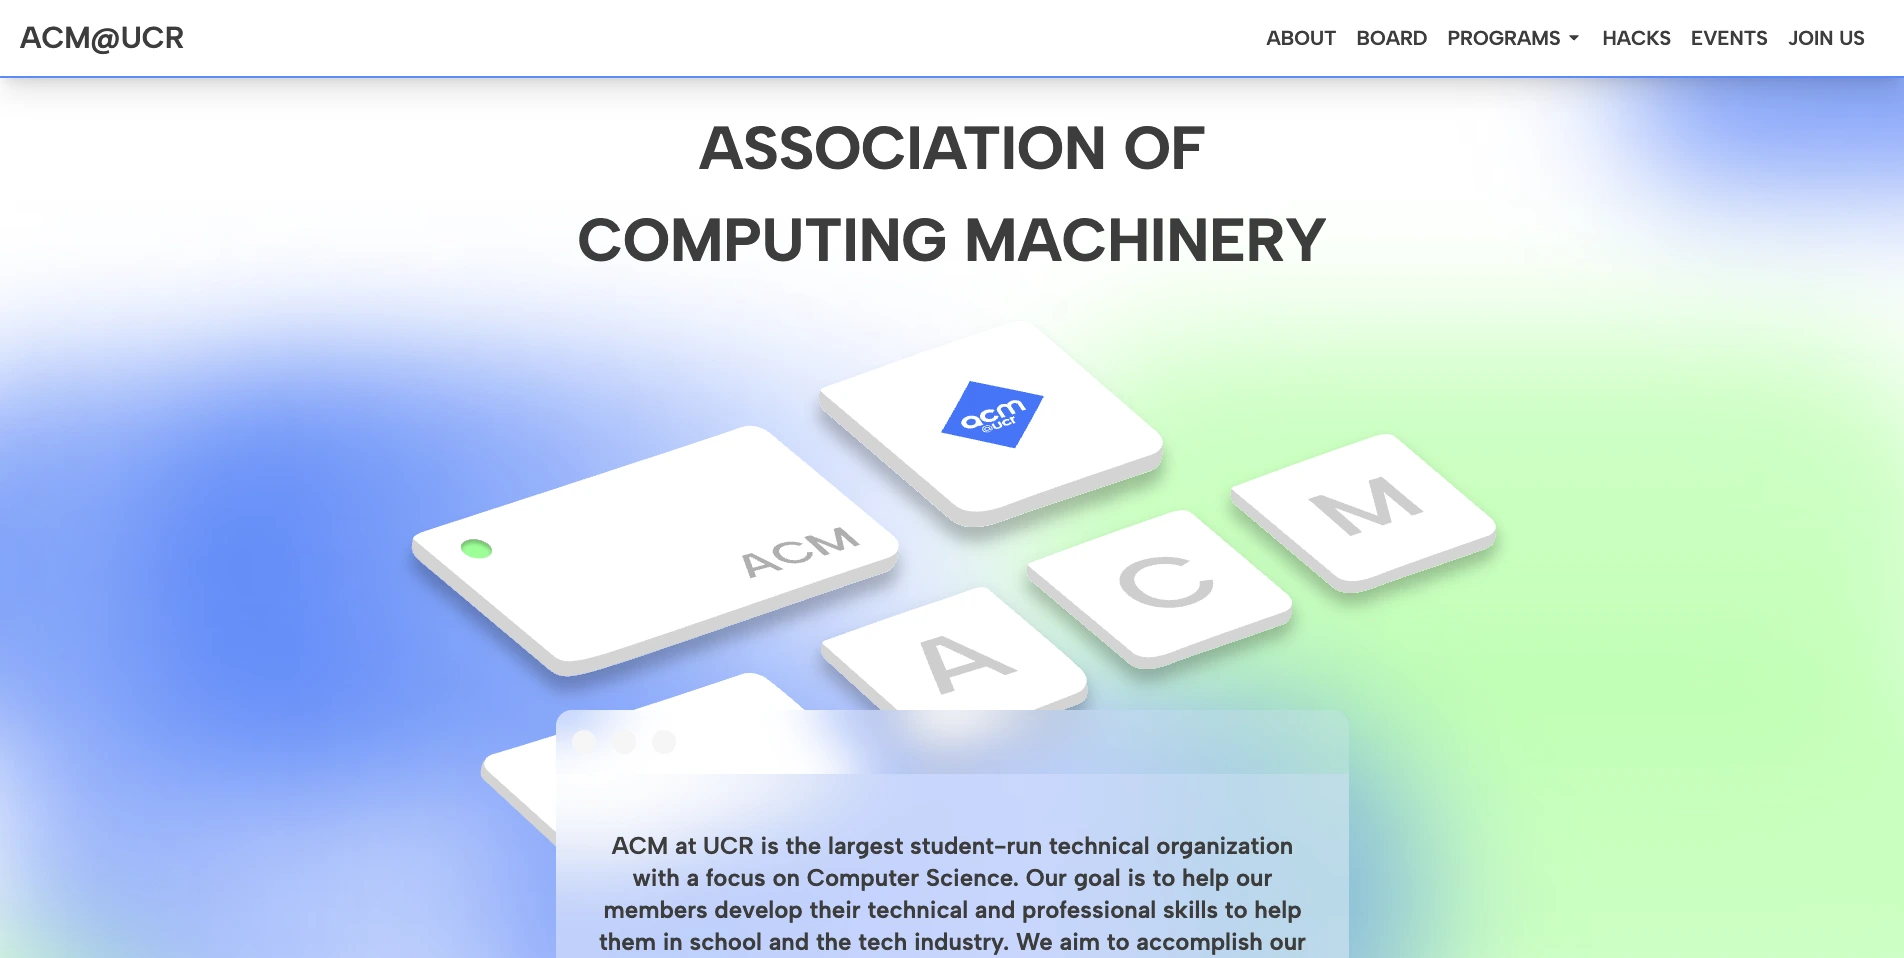 ACM@UCR
ABOUT BOARD PROGRAMS HACKS EVENTS JOIN US
ASSOCIATION OF
COMPUTING MACHINERY
acm
@ucr
ACM
M
C
A
ACM at UCR is the largest student-run technical organization
with a focus on Computer Science. Our goal is to help our
members develop their technical and professional skills to help
them in school and the tech industry. We aim to accomplish our